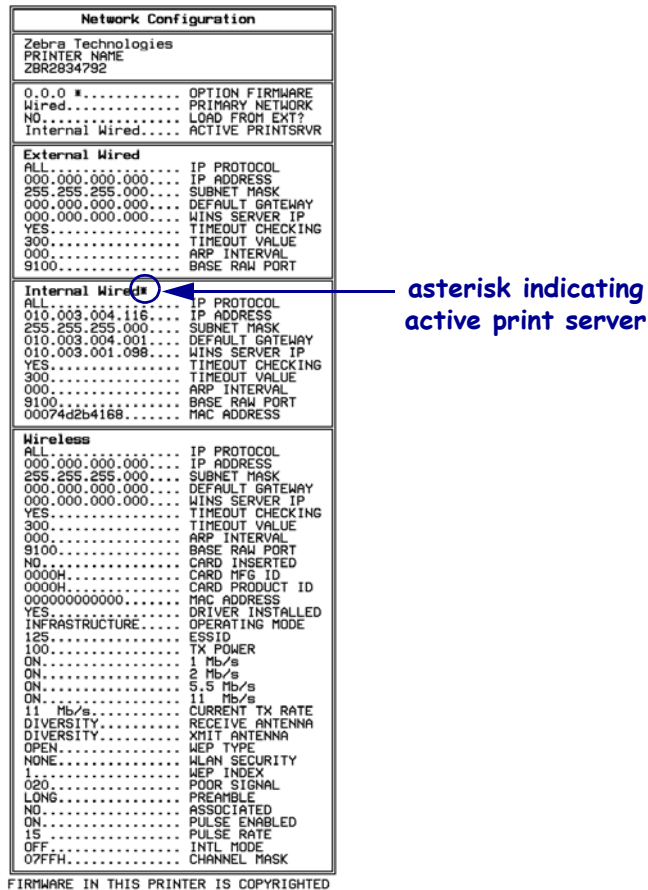 Network Configuration
Zebra Technologies
PRINTER NAME
ZBR2834792
0.0.0 *............ OPTION FIRMWARE
Wired.............. PRIMARY NETWORK
NO................. LOAD FROM EXT?
Internal Wired..... ACTIVE PRINTSRVR
External Wired
ALL................ IP PROTOCOL
000.000.000.000.... IP ADDRESS
255.255.255.000.... SUBNET MASK
000.000.000.000.... DEFAULT GATEWAY
000.000.000.000.... WINS SERVER IP
YES................ TIMEOUT CHECKING
300................ TIMEOUT VALUE
000................ ARP INTERVAL
9100............... BASE RAW PORT
Internal Wired*
asterisk indicating
active print server
ALL................ IP PROTOCOL
010.003.004.116.... IP ADDRESS
255.255.255.000.... SUBNET MASK
010.003.004.001.... DEFAULT GATEWAY
010.003.001.098.... WINS SERVER IP
YES................ TIMEOUT CHECKING
300................ TIMEOUT VALUE
000................ ARP INTERVAL
9100............... BASE RAW PORT
00074d2b4168....... MAC ADDRESS
Wireless
ALL................ IP PROTOCOL
000.000.000.000.... IP ADDRESS
255.255.255.000.... SUBNET MASK
000.000.000.000.... DEFAULT GATEWAY
000.000.000.000.... WINS SERVER IP
YES................ TIMEOUT CHECKING
300................ TIMEOUT VALUE
000................ ARP INTERVAL
9100............... BASE RAW PORT
NO................. CARD INSERTED
0000H.............. CARD MFG ID
0000H.............. CARD PRODUCT ID
000000000000....... MAC ADDRESS
YES................ DRIVER INSTALLED
INFRASTRUCTURE..... OPERATING MODE
125................ ESSID
100................ TX POWER
ON................. 1 Mb/s
ON................. 2 Mb/s
ON................. 5.5 Mb/s
ON................. 11 Mb/s
11 Mb/s........... CURRENT TX RATE
DIVERSITY.......... RECEIVE ANTENNA
DIVERSITY.......... XMIT ANTENNA
OPEN............... WEP TYPE
NONE............... WLAN SECURITY
1.................. WEP INDEX
020................ POOR SIGNAL
LONG............... PREAMBLE
NO................. ASSOCIATED
ON................. PULSE ENABLED
15 ................ PULSE RATE
OFF................ INTL MODE
07FFH.............. CHANNEL MASK
FIRMWARE IN THIS PRINTER IS COPYRIGHTED